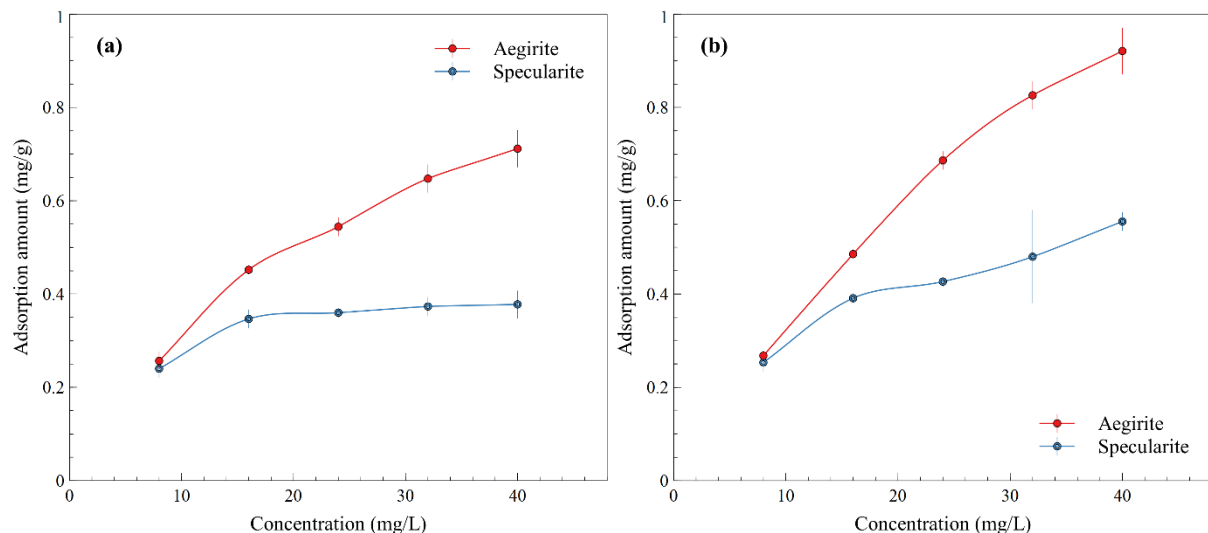 (a)
Aegirite
Specularite
1
0.8
0.6
0.4
0.2
0
0
10
20
30
40
Adsorption amount (mg/g)
Concentration (mg/L)
(b)
Aegirite
Specularite
1
0.8
0.6
0.4
0.2
0
0
10
20
30
40
Adsorption amount (mg/g)
Concentration (mg/L)